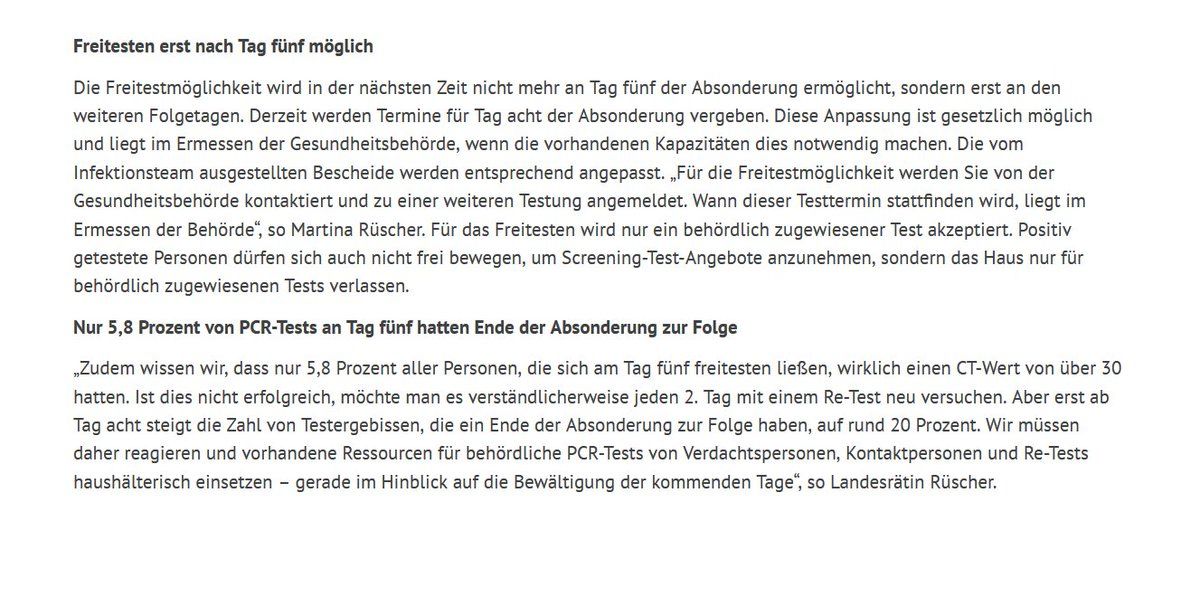 Freitesten erst nach Tag fünf möglich
Die Freitestmöglichkeit wird in der nächsten Zeit nicht mehr an Tag fünf der Absonderung ermöglicht, sondern erst an den
weiteren Folgetagen. Derzeit werden Termine für Tag acht der Absonderung vergeben. Diese Anpassung ist gesetzlich möglich
und liegt im Ermessen der Gesundheitsbehörde, wenn die vorhandenen Kapazitäten dies notwendig machen. Die vom
Infektionsteam ausgestellten Bescheide werden entsprechend angepasst. „Für die Freitestmöglichkeit werden Sie von der
Gesundheitsbehörde kontaktiert und zu einer weiteren Testung angemeldet. Wann dieser Testtermin stattfinden wird, liegt im
Ermessen der Behörde“, so Martina Rüscher. Für das Freitesten wird nur ein behördlich zugewiesener Test akzeptiert. Positiv
getestete Personen dürfen sich auch nicht frei bewegen, um Screening-Test-Angebote anzunehmen, sondern das Haus nur für
behördlich zugewiesenen Tests verlassen.
Nur 5,8 Prozent von PCR-Tests an Tag fünf hatten Ende der Absonderung zur Folge
„Zudem wissen wir, dass nur 5,8 Prozent aller Personen, die sich am Tag fünf freitesten ließen, wirklich einen CT-Wert von über 30
hatten. Ist dies nicht erfolgreich, möchte man es verständlicherweise jeden 2. Tag mit einem Re-Test neu versuchen. Aber erst ab
Tag acht steigt die Zahl von Testergebissen, die ein Ende der Absonderung zur Folge haben, auf rund 20 Prozent. Wir müssen
daher reagieren und vorhandene Ressourcen für behördliche PCR-Tests von Verdachtspersonen, Kontaktpersonen und Re-Tests
haushälterisch einsetzen – gerade im Hinblick auf die Bewältigung der kommenden Tage“, so Landesrätin Rüscher.